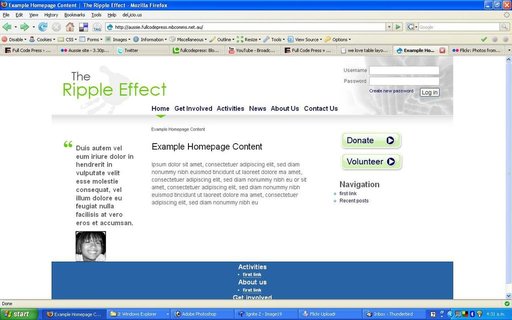 Example Homepage Content | The Ripple Effect - Mozilla Firefox
File Edit View History Bookmarks Tools Help del.icio.us
http://aussie.fullcodepress.mbconeis.net.au/
Disable Cookies CSS Forms Images Information Miscellaneous Outline Resize Tools View Source Options
Full Code Press Aussie site - 3:30p... Full Code Press: Blo... YouTube - Broadc... Twitter we love table layo... Example Ho... Flickr: Photos from...
The
Ripple Effect
Username
Password
Create new password Log in
Home Get Involved Activities News About Us Contact Us
Example Homepage Content
Duis autem vel
eum iriure dolor in
hendrerit in
vulputate velit
esse molestie
consequat, vel
illum dolore eu
feugiat nulla
facilisis at vero
eros et accumsan.
Example Homepage Content
Ipsum dolor sit amet, consectetuer adipiscing elit, sed diam
nonummy nibh euismod tincidunt ut laoreet dolore ma amet,
consectetuer adipiscing elit, sed diam nonummy nibh eu or sit
amet, consectetuer adipiscing elit, sed diam nonummy nibh
euismod tincidunt ut laoreet dolore ma amet, consectetuer
adipiscing elit, sed diam nonummy nibh eu
Donate
Volunteer
Navigation
first link
Recent posts
Activities
first link
About us
first link
Get involved
Done
start Example Homepage C... 2 Windows Explorer Adobe Photoshop Ignite 2 - Image19 Flickr Uploadr Inbox - Thunderbird